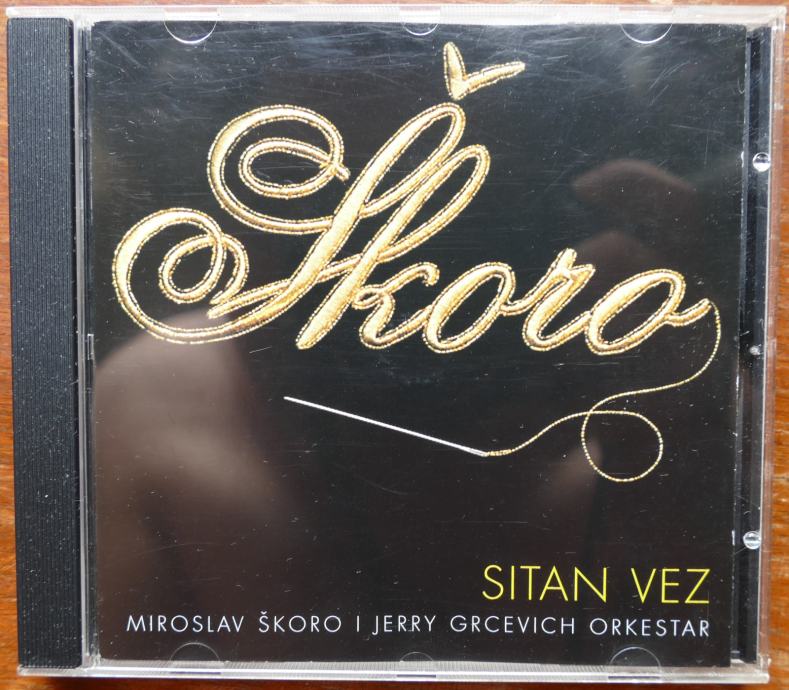 Škoro
SITAN VEZ
MIROSLAV ŠKORO I JERRY GRCEVICH ORKESTAR